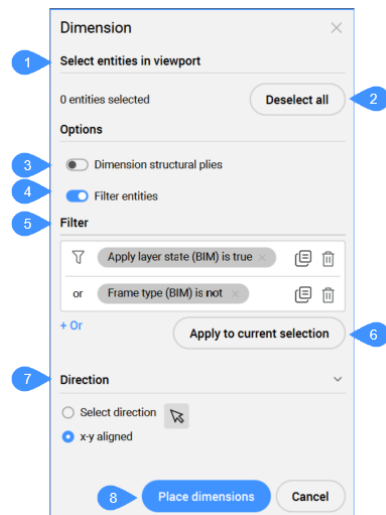 Dimension
1 Select entities in viewport
0 entities selected Deselect all 2
Options
3 Dimension structural plies
4 Filter entities
5 Filter
Apply layer state (BIM) is true
or Frame type (BIM) is not
+ Or Apply to current selection 6
7 Direction
Select direction
x-y aligned
8 Place dimensions Cancel